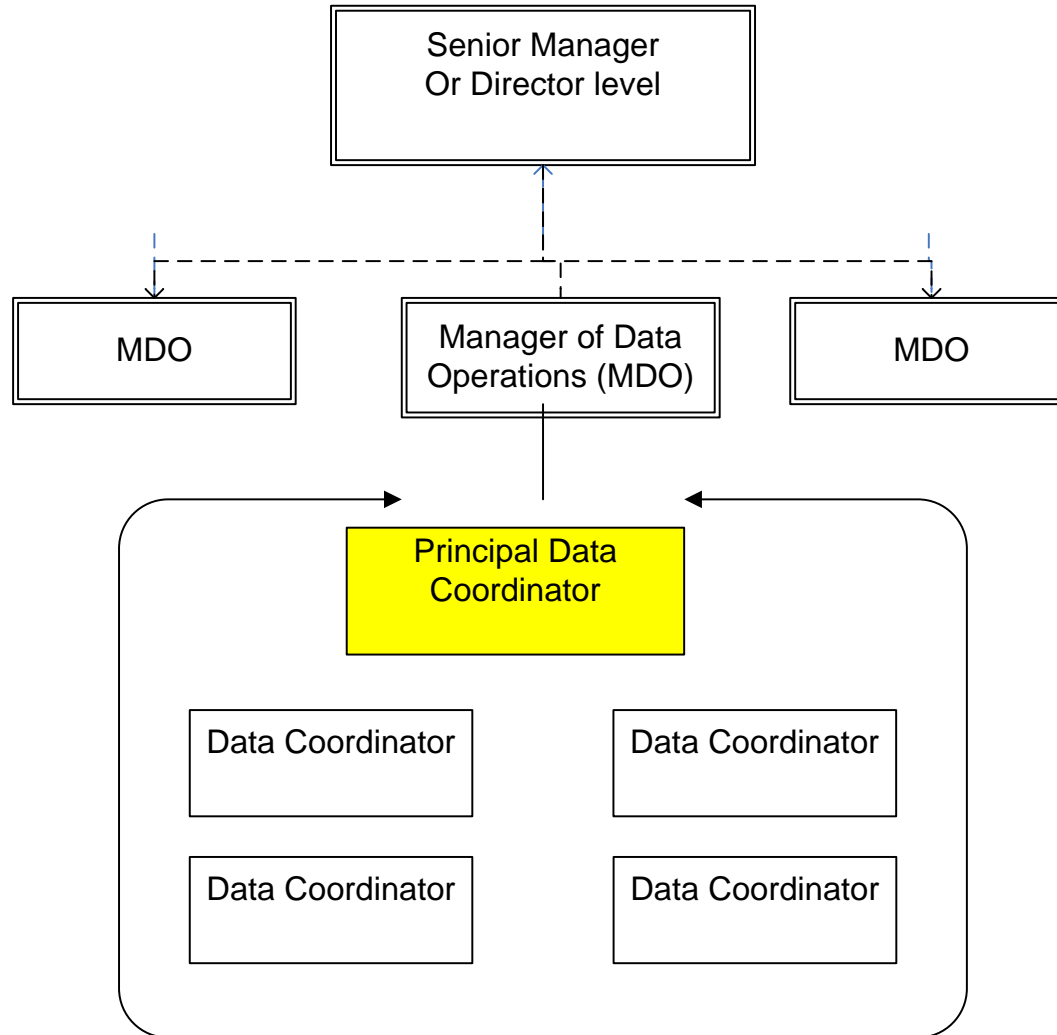 Senior Manager
Or Director level
MDO
Manager of Data
Operations (MDO)
MDO
Principal Data
Coordinator
Data Coordinator
Data Coordinator
Data Coordinator
Data Coordinator